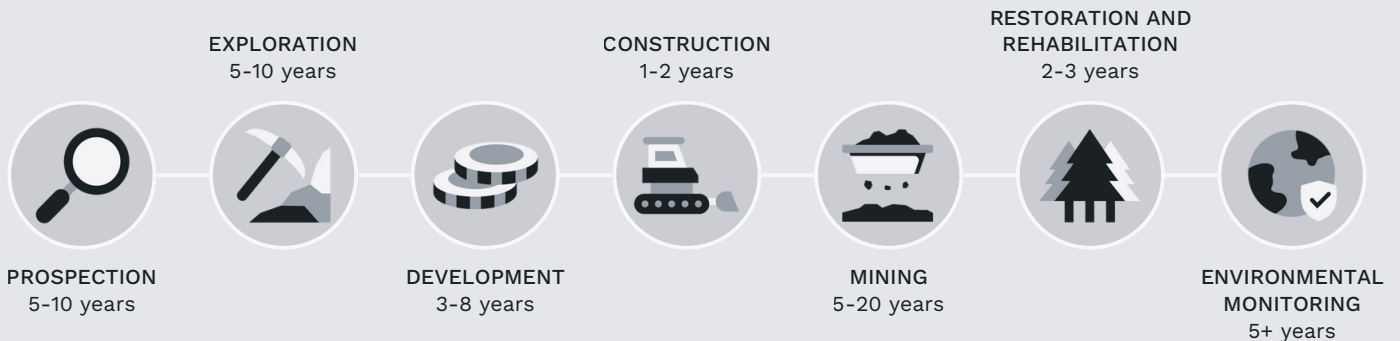 PROSPECTION
5-10 years
EXPLORATION
5-10 years
DEVELOPMENT
3-8 years
CONSTRUCTION
1-2 years
MINING
5-20 years
RESTORATION AND
REHABILITATION
2-3 years
ENVIRONMENTAL
MONITORING
5+ years